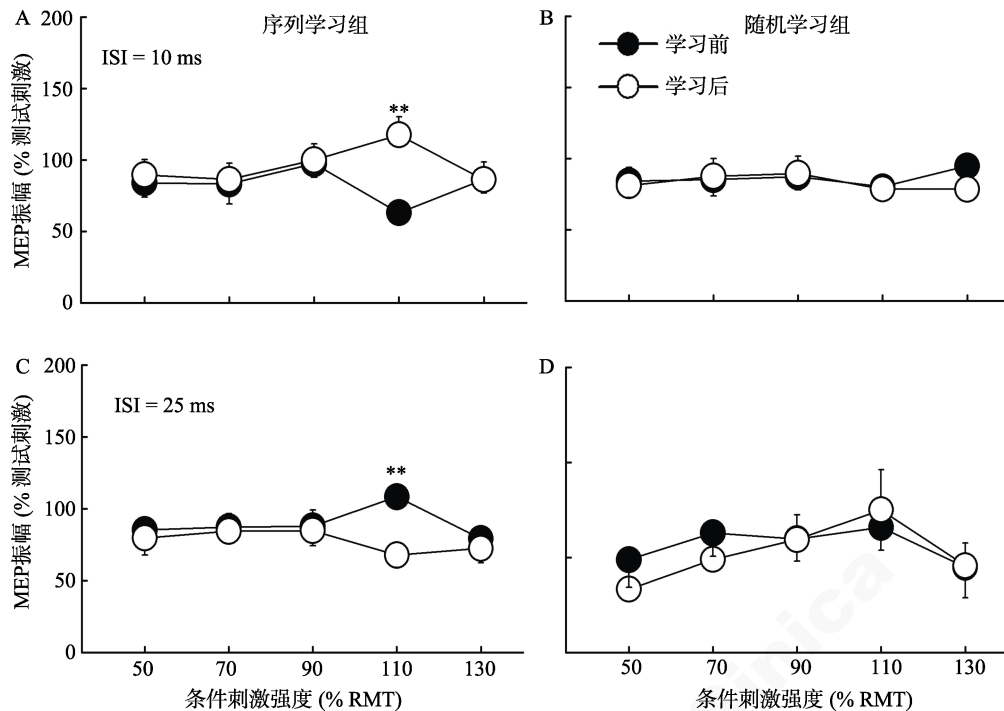 A
序列学习组
ISI = 10 ms
**
200
150
100
50
0
MEP振幅 (% 测试刺激)
B
随机学习组
学习前
学习后
C
ISI = 25 ms
**
200
150
100
50
0
MEP振幅 (% 测试刺激)
50 70 90 110 130
条件刺激强度 (% RMT)
D
50 70 90 110 130
条件刺激强度 (% RMT)
inica